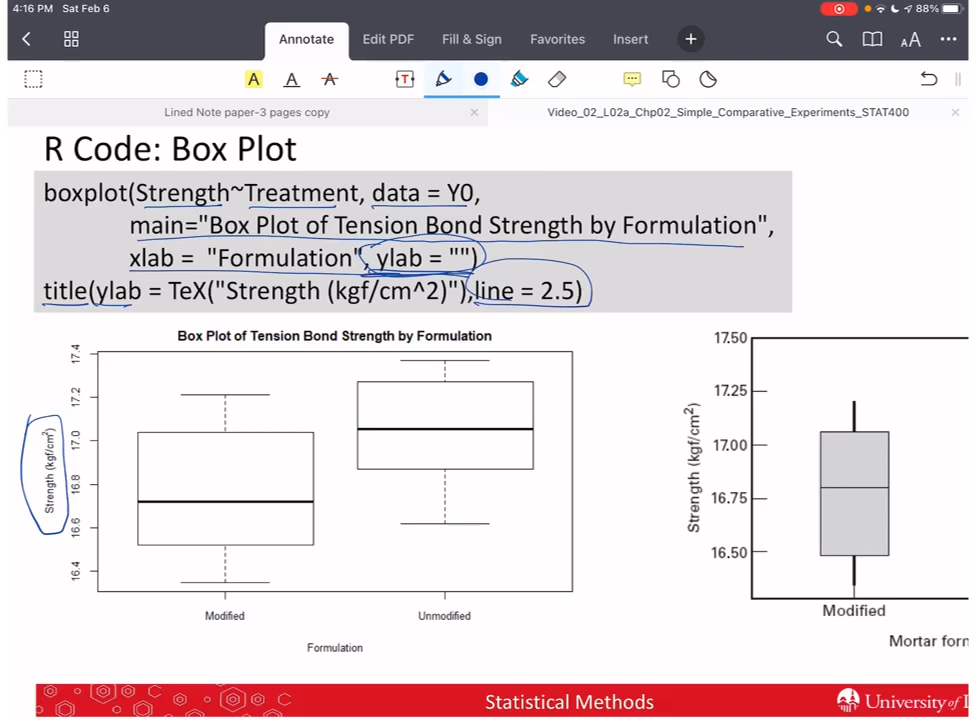 4:16 PM Sat Feb 6
88%
Annotate Edit PDF Fill & Sign Favorites Insert
AA
A A A T
Lined Note paper-3 pages copy
Video_02_L02a_Chp02_Simple_Comparative_Experiments_STAT400
R Code: Box Plot
boxplot(Strength~Treatment, data = Y0,
main="Box Plot of Tension Bond Strength by Formulation",
xlab = "Formulation", ylab = "")
title(ylab = TeX("Strength (kgf/cm^2)"),line = 2.5)
Box Plot of Tension Bond Strength by Formulation
Strength (kgf/cm²)
17.4
17.2
17.0
16.8
16.6
16.4
Modified Unmodified
Formulation
Strength (kgf/cm²)
17.50
17.25
17.00
16.75
16.50
Modified
Mortar form
Statistical Methods
University of